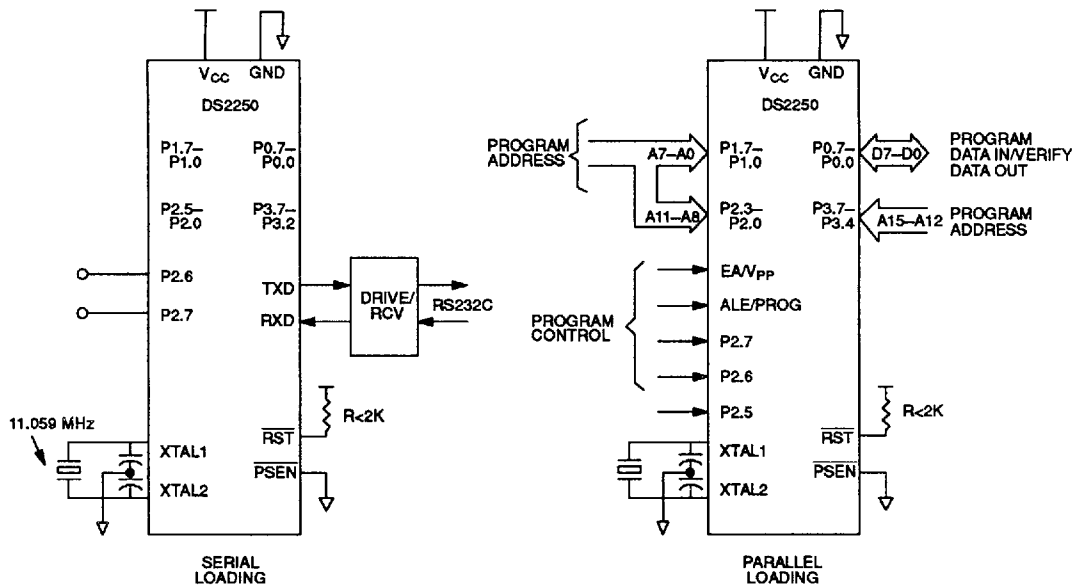 VCC GND
DS2250
P1.7–
P1.0
P0.7–
P0.0
P2.5–
P2.0
P3.7–
P3.2
P2.6
P2.7
TXD
RXD
DRIVE/
RCV
RS232C
11.059 MHz
R<2K
RST
XTAL1
PSEN
XTAL2
SERIAL
LOADING
VCC GND
DS2250
PROGRAM
ADDRESS
A7–A0
P1.7–
P1.0
P0.7–
P0.0
D7–D0
PROGRAM
DATA IN/VERIFY
DATA OUT
A11–A8
P2.3–
P2.0
P3.7–
P3.4
A15–A12
PROGRAM
ADDRESS
PROGRAM
CONTROL
EA/VPP
ALE/PROG
P2.7
P2.6
P2.5
R<2K
RST
XTAL1
PSEN
XTAL2
PARALLEL
LOADING